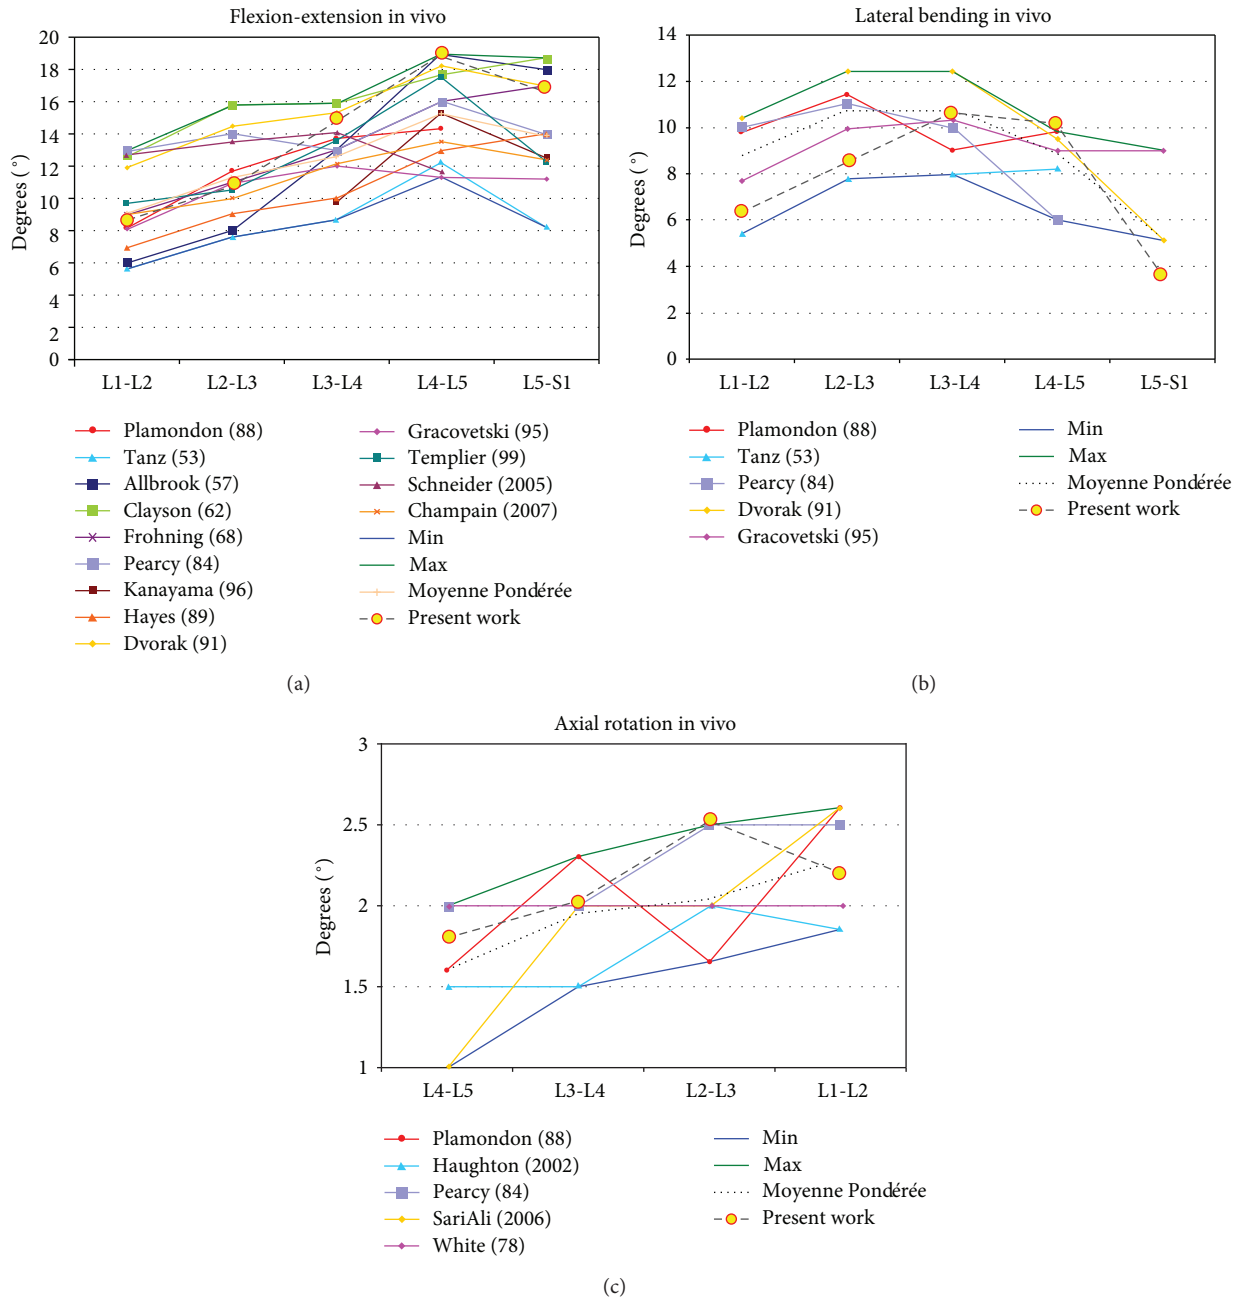 Flexion-extension in vivo
20
18
16
14
12
10
8
6
4
2
0
Degrees (°)
L1-L2
L2-L3
L3-L4
L4-L5
L5-S1
Plamondon (88)
Tanz (53)
Allbrook (57)
Clayson (62)
Frohning (68)
Pearcy (84)
Kanayama (96)
Hayes (89)
Dvorak (91)
Gracovetski (95)
Templier (99)
Schneider (2005)
Champain (2007)
Min
Max
Moyenne Pondérée
Present work
(a)
Lateral bending in vivo
14
12
10
8
6
4
2
0
Degrees (°)
L1-L2
L2-L3
L3-L4
L4-L5
L5-S1
Plamondon (88)
Tanz (53)
Pearcy (84)
Dvorak (91)
Gracovetski (95)
Min
Max
Moyenne Pondérée
Present work
(b)
Axial rotation in vivo
3
2.5
2
1.5
1
Degrees (°)
L4-L5
L3-L4
L2-L3
L1-L2
Plamondon (88)
Haughton (2002)
Pearcy (84)
SariAli (2006)
White (78)
Min
Max
Moyenne Pondérée
Present work
(c)